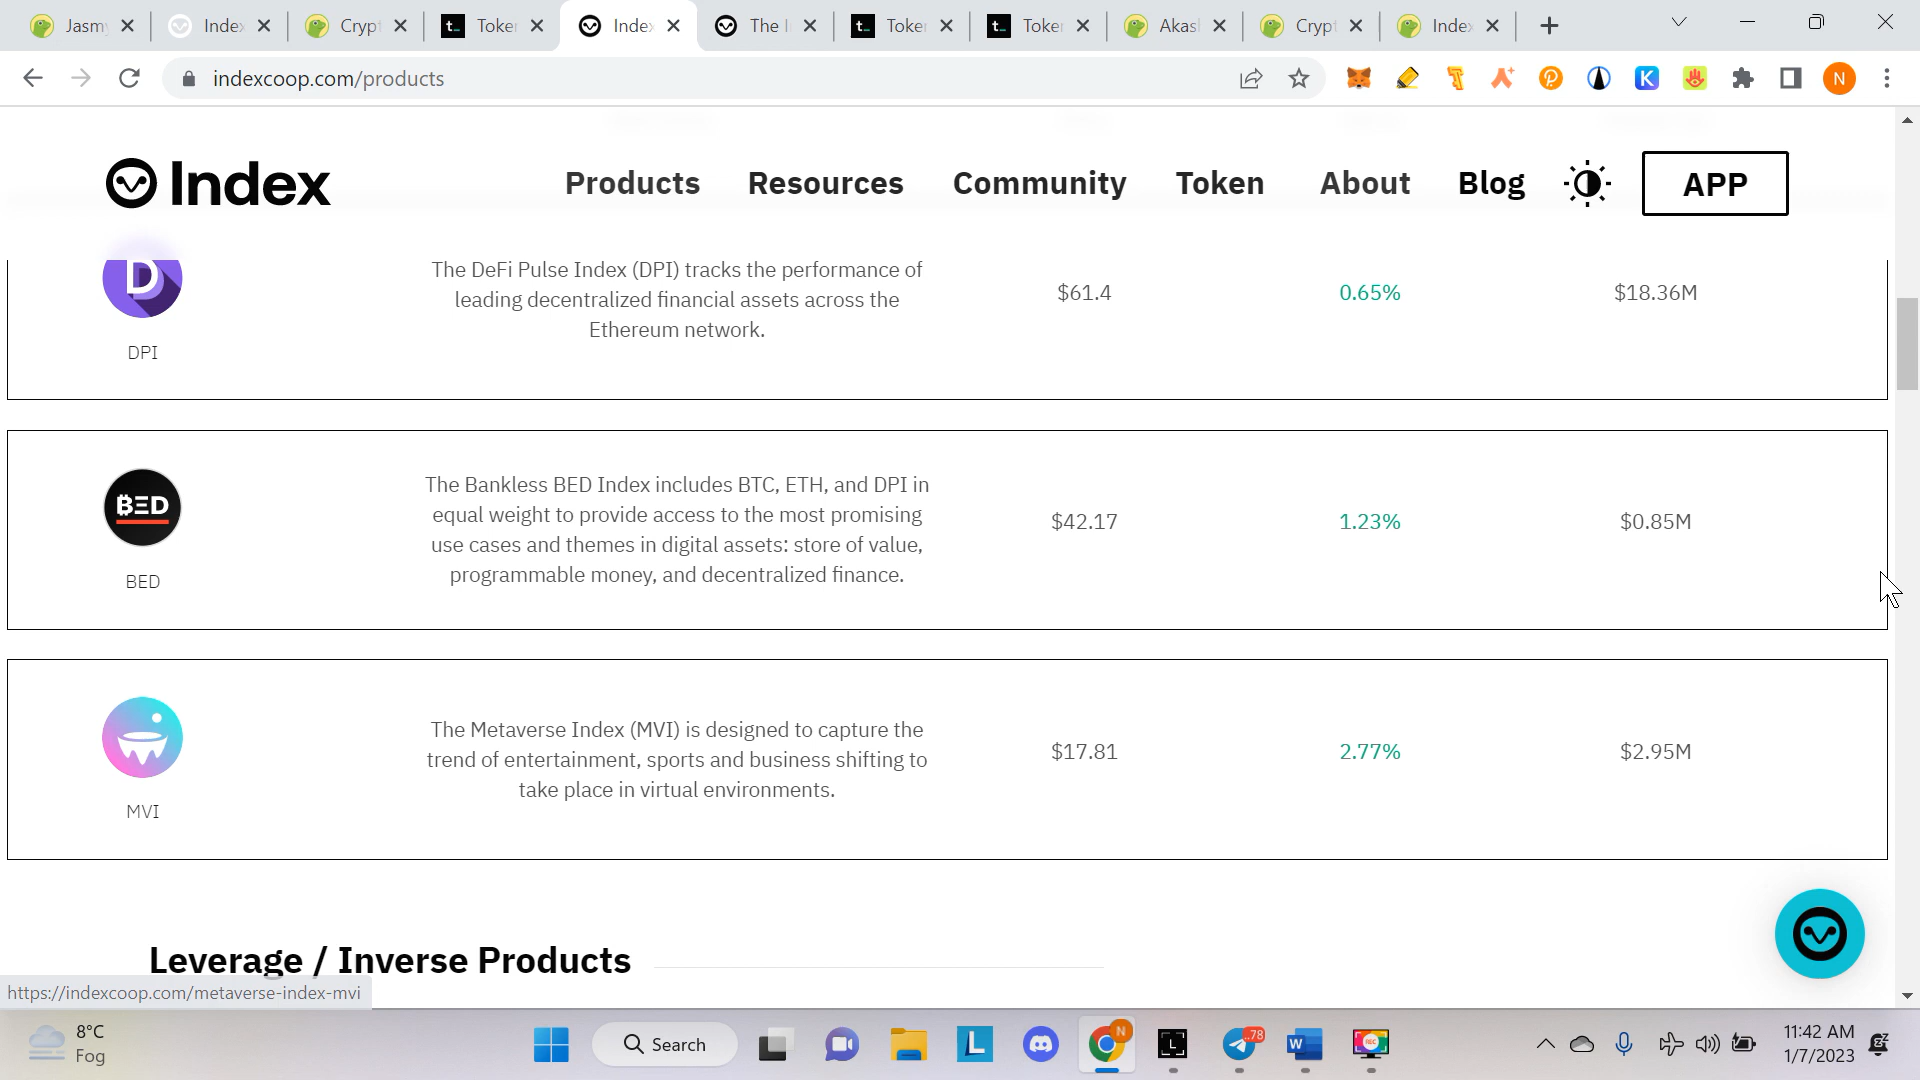 Jasmy
Index
Crypt
t.
Token
Index
The I
t.
Token
t.
Token
Akash
Crypt
Index
indexcoop.com/products
K
N
Index
Products
Resources
Community
Token
About
Blog
APP
D
DPI
The DeFi Pulse Index (DPI) tracks the performance of
leading decentralized financial assets across the
Ethereum network.
$61.4
0.65%
$18.36M
BED
BED
The Bankless BED Index includes BTC, ETH, and DPI in
equal weight to provide access to the most promising
use cases and themes in digital assets: store of value,
programmable money, and decentralized finance.
$42.17
1.23%
$0.85M
MVI
The Metaverse Index (MVI) is designed to capture the
trend of entertainment, sports and business shifting to
take place in virtual environments.
$17.81
2.77%
$2.95M
Leverage / Inverse Products
https://indexcoop.com/metaverse-index-mvi
8°C
Fog
Search
L
N
L
..78
W
REC
11:42 AM
1/7/2023